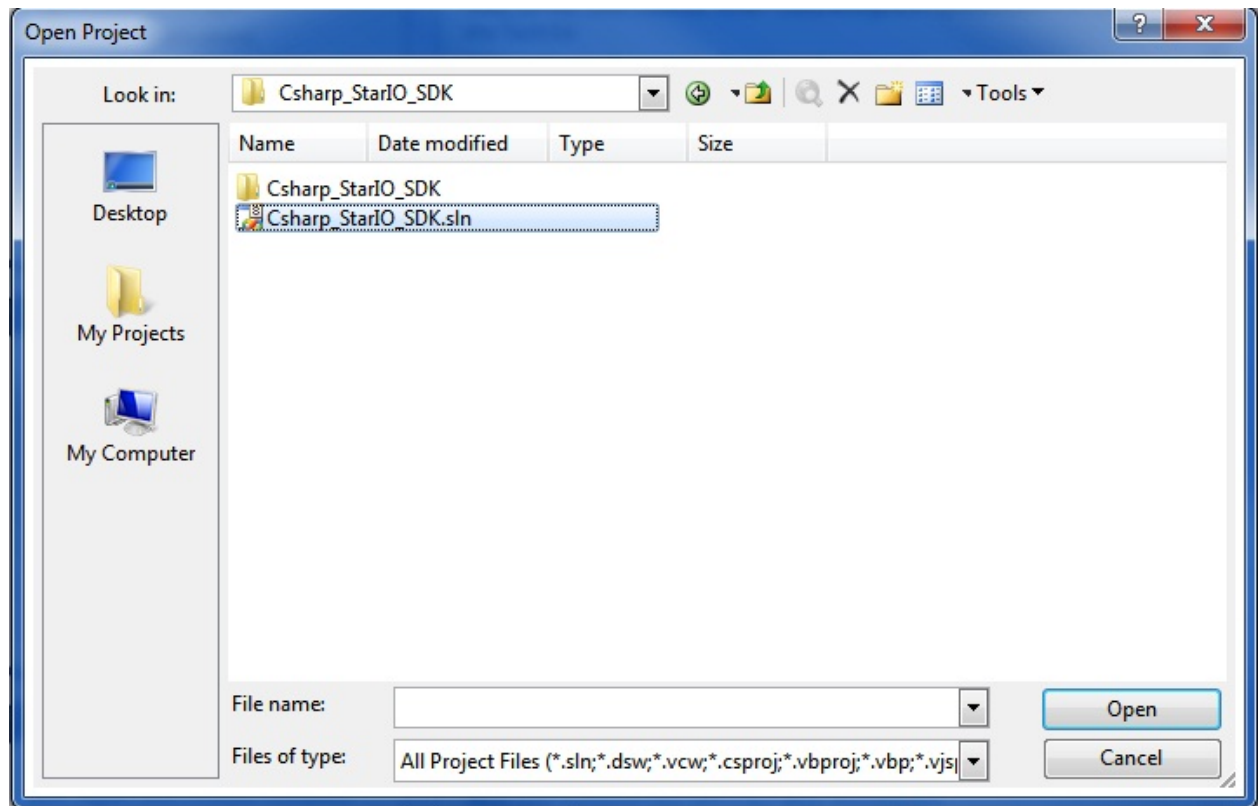 Open Project
Look in:
Csharp_StarIO_SDK
Tools
Name Date modified Type Size
Csharp_StarIO_SDK
Csharp_StarIO_SDK.sln
Desktop
My Projects
My Computer
File name:
Open
Files of type:
All Project Files (*.sln;*.dsw;*.vcw;*.csproj;*.vbproj;*.vbp;*.vjsp
Cancel